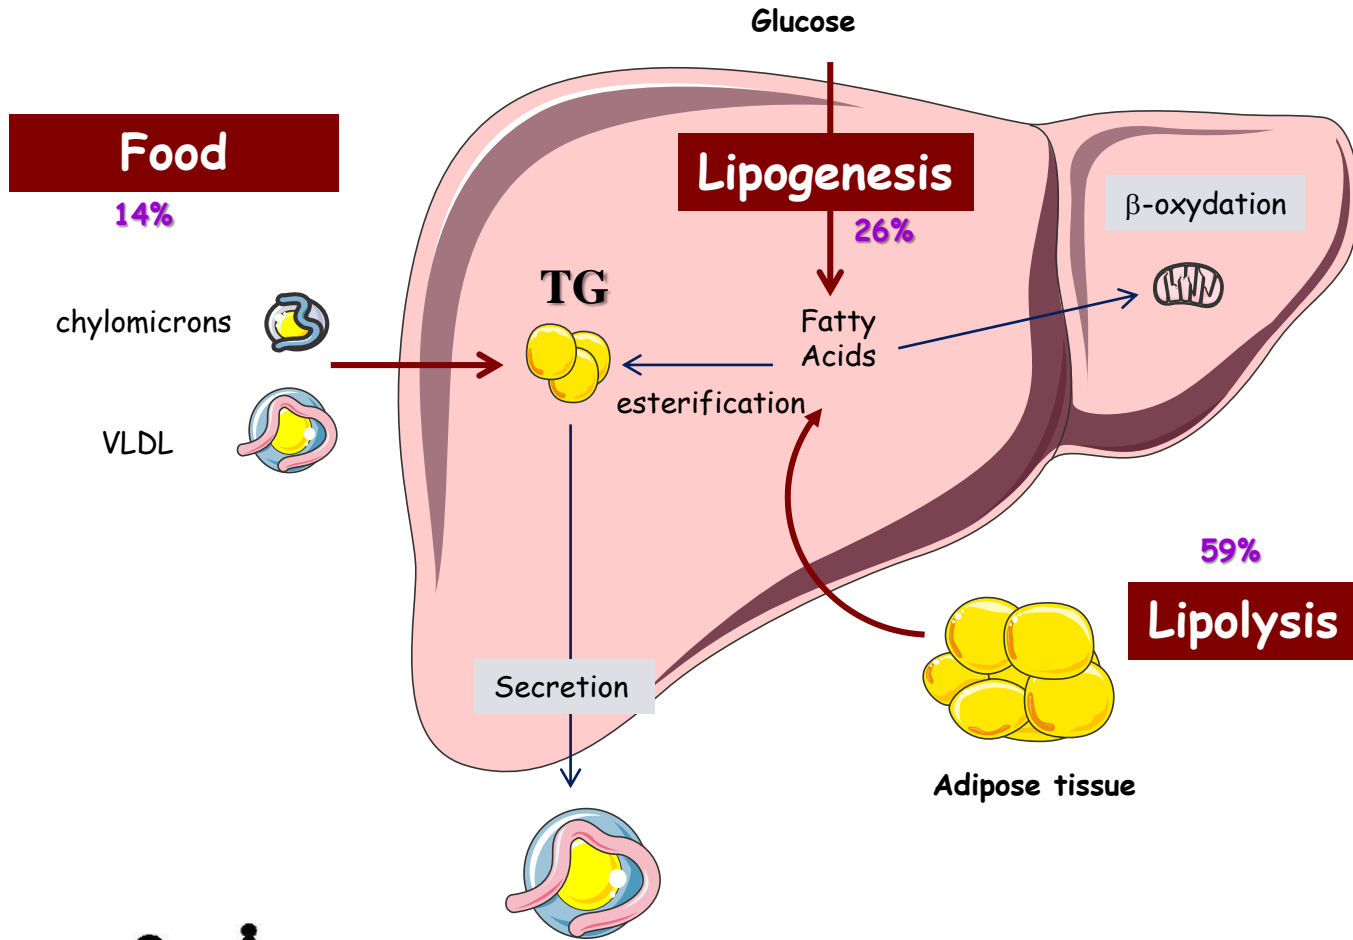 Glucose
Food
14%
Lipogenesis
26%
β-oxydation
TG
chylomicrons
Fatty
Acids
esterification
VLDL
59%
Lipolysis
Secretion
Adipose tissue